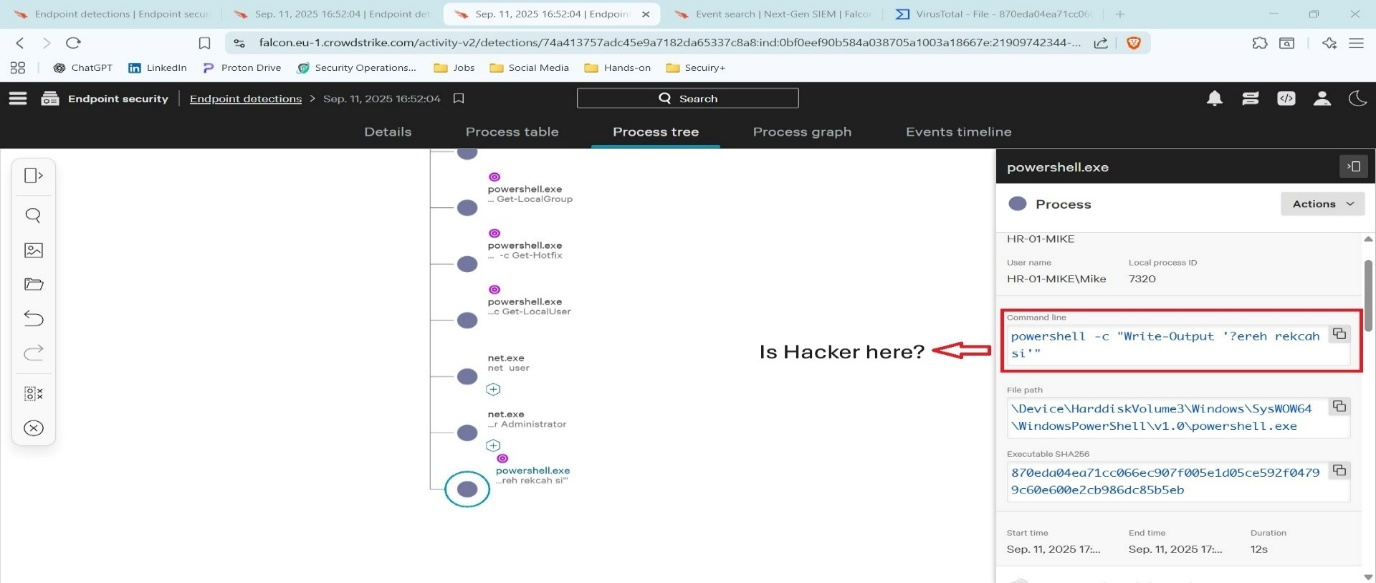 Endpoint detections | Endpoint secur
Sep. 11, 2025 16:52:04 | Endpoint det
Sep. 11, 2025 16:52:04 | Endpoin
Event search | Next-Gen SIEM | Falco
VirusTotal - File - 870eda04ea71cc06
falcon.eu-1.crowdstrike.com/activity-v2/detections/74a413757adc45e9a7182da65337c8a8:ind:0bf0eef90b584a038705a1003a18667e:21909742344-...
ChatGPT
LinkedIn
Proton Drive
Security Operations...
Jobs
Social Media
Hands-on
Secuiry+
Endpoint security
Endpoint detections > Sep. 11, 2025 16:52:04
Search
Details
Process table
Process tree
Process graph
Events timeline
powershell.exe
... Get-LocalGroup
powershell.exe
... -c Get-Hotfix
powershell.exe
...c Get-LocalUser
net.exe
net user
net.exe
...r Administrator
powershell.exe
...reh rekcah si'"
Is Hacker here?
powershell.exe
Process
Actions
HR-01-MIKE
User name
Local process ID
HR-01-MIKE\Mike
7320
Command line
powershell -c "Write-Output '?ereh rekcah
si'"
File path
\Device\HarddiskVolume3\Windows\SysWOW64
\WindowsPowerShell\v1.0\powershell.exe
Executable SHA256
870eda04ea71cc066ec907f005e1d05ce592f0479
9c60e600e2cb986dc85b5eb
Start time
End time
Duration
Sep. 11, 2025 17:...
Sep. 11, 2025 17:...
12s